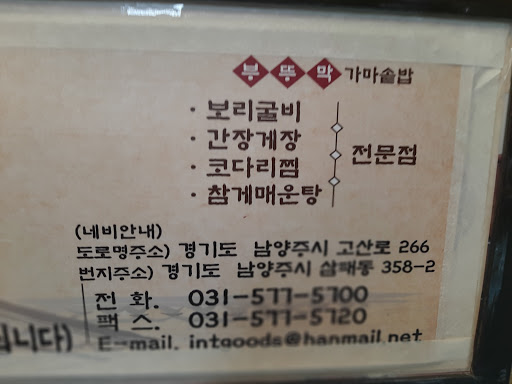 부뚜막 가마솥밥
· 보리굴비
· 간장게장
· 코다리찜
· 참게매운탕
전문점
(네비안내)
도로명주소) 경기도 남양주시 고산로 266
번지주소) 경기도 남양주시 삼패동 358-2
전 화. 031-577-5700
팩 스. 031-577-5720
E-mail. intgoods@hanmail.net
니다)